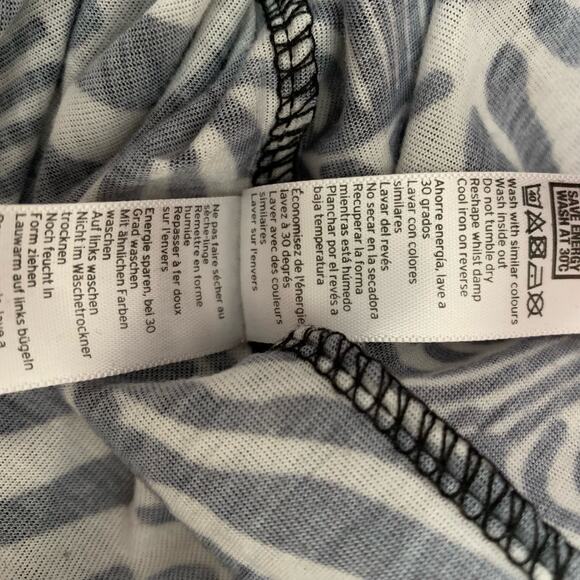 SAVE ENERGY
WASH AT 30°C
Wash with similar colours
Wash inside out
Do not tumble dry
Reshape whilst damp
Cool iron on reverse
Ahorre energía, lave a
30 grados
Lavar con colores
similares
Lavar del revés
No secar en la secadora
Recuperar la forma
mientras está húmedo
Planchar por el revés a
baja temperatura
Économisez de l'énergie,
lavez à 30 degrés
Laver avec des couleurs
similaires
Laver sur l'envers
Ne pas faire sécher au
sèche-linge
Remettre en forme
humide
Repasser à fer doux
sur l'envers
Energie sparen, bei 30
Grad waschen
Mit ähnlichen Farben
waschen
Auf links waschen
Nicht im Wäschetrockner
trocknen
Noch feucht in
Form ziehen
Lauwarm auf links bügeln